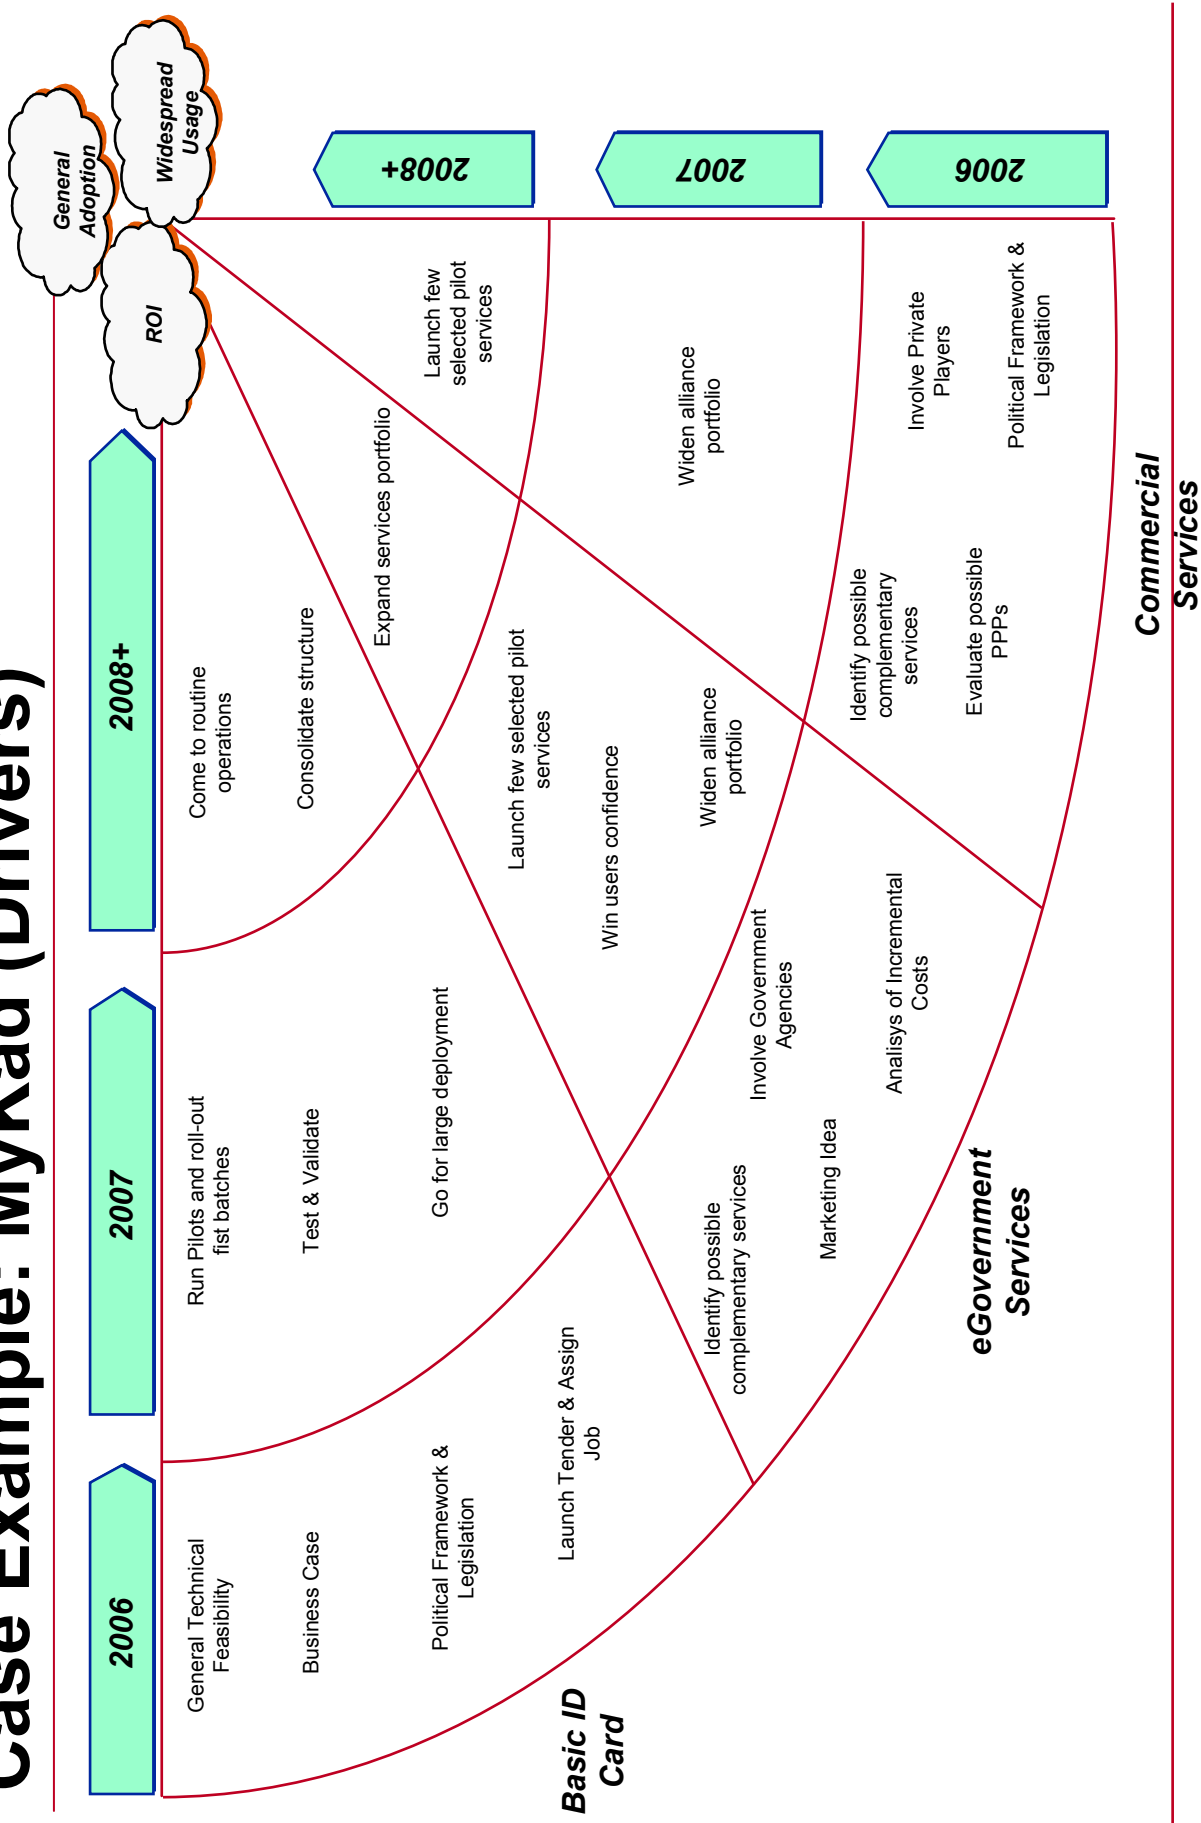 Case Example: MyKad (Drivers)
General
Adoption
Widespread
Usage
ROI
2006
2007
2008+
General Technical
Feasibility
Business Case
Political Framework &
Legislation
Launch Tender & Assign
Job
Basic ID
Card
Run Pilots and roll-out
fist batches
Test & Validate
Go for large deployment
Come to routine
operations
Consolidate structure
Expand services portfolio
Launch few selected pilot
services
Win users confidence
Widen alliance
portfolio
Identify possible
complementary services
Marketing Idea
Involve Government
Agencies
Analisys of Incremental
Costs
eGovernment
Services
Launch few
selected pilot
services
Widen alliance
portfolio
Identify possible
complementary
services
Evaluate possible
PPPs
Involve Private
Players
Political Framework &
Legislation
Commercial
Services
2008+
2007
2006